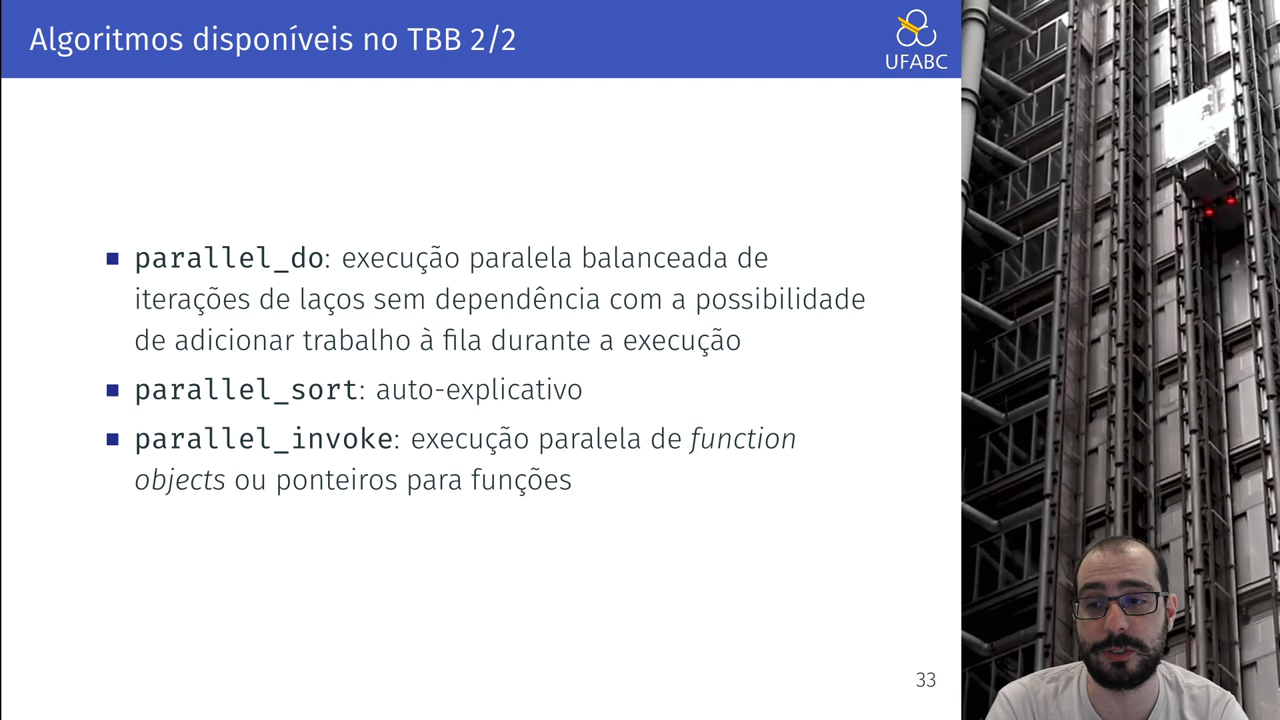 Algoritmos disponíveis no TBB 2/2
UFABC
parallel_do: execução paralela balanceada de
iterações de laços sem dependência com a possibilidade
de adicionar trabalho à fila durante a execução
parallel_sort: auto-explicativo
parallel_invoke: execução paralela de function
objects ou ponteiros para funções
33